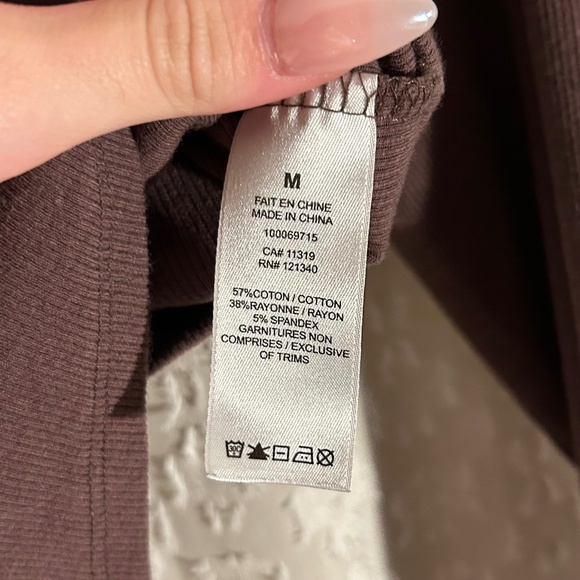 M
FAIT EN CHINE
MADE IN CHINA
100069715
CA# 11319
RN# 121340
57%COTON / COTTON
38%RAYONNE / RAYON
5% SPANDEX
GARNITURES NON
COMPRISES / EXCLUSIVE
OF TRIMS